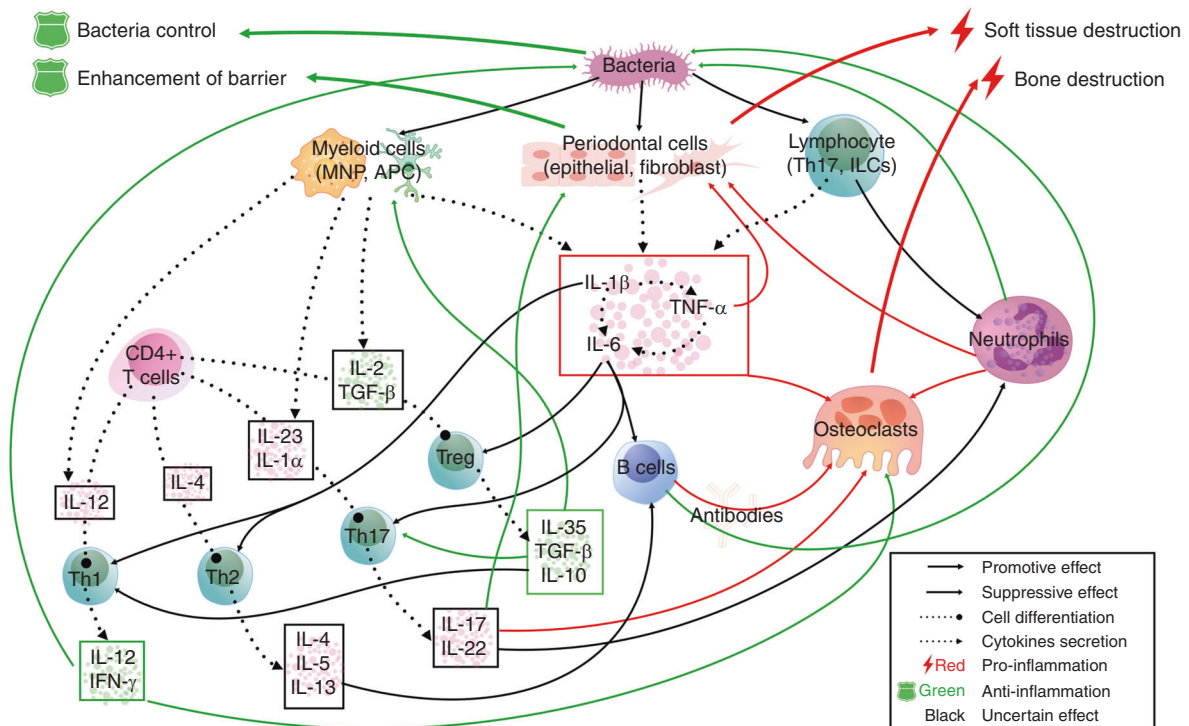 Bacteria control
Enhancement of barrier
Bacteria
Soft tissue destruction
Bone destruction
Myeloid cells
(MNP, APC)
Periodontal cells
(epithelial, fibroblast)
Lymphocyte
(Th17, ILCs)
IL-1β
TNF-α
IL-6
Neutrophils
CD4+
T cells
IL-2
TGF-β
IL-23
IL-1α
Treg
B cells
Osteoclasts
IL-12
IL-4
Antibodies
Th17
IL-35
TGF-β
IL-10
Th1
Th2
IL-17
IL-22
IL-4
IL-5
IL-13
IL-12
IFN-γ
Promotive effect
Suppressive effect
Cell differentiation
Cytokines secretion
Red Pro-inflammation
Green Anti-inflammation
Black Uncertain effect